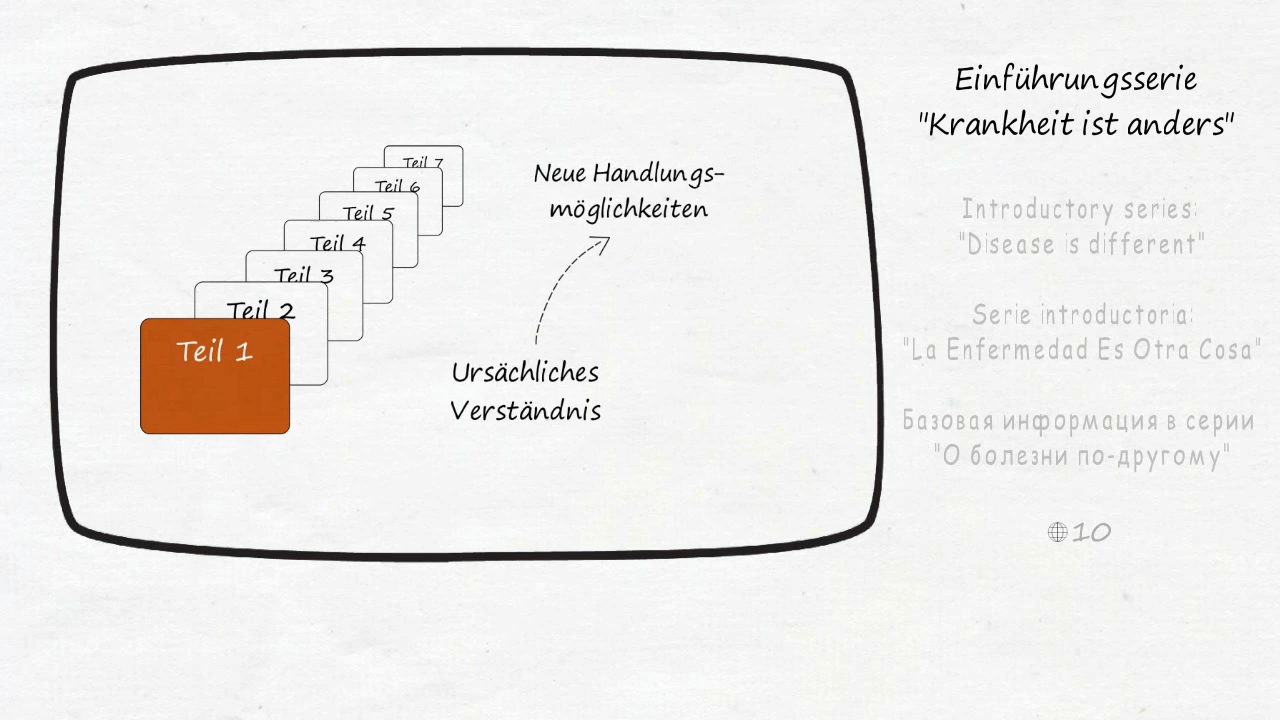 Einführungsserie
"Krankheit ist anders"
Teil 7
Teil 6
Teil 5
Teil 4
Teil 3
Teil 2
Teil 1
Neue Handlungs-
möglichkeiten
Ursächliches
Verständnis
Introductory series:
"Disease is different"
Serie introductoria:
"La Enfermedad Es Otra Cosa"
Базовая информация в серии
"О болезни по-другому"
10